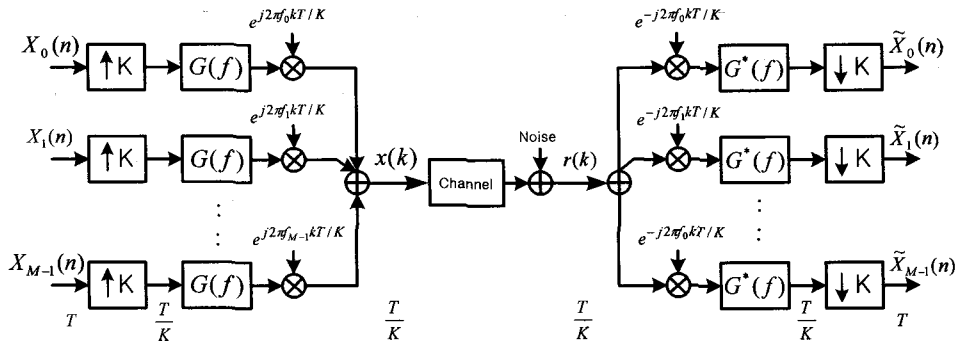 e^{j2πf_0kT/K}
X_0(n)
↑K
G(f)
e^{j2πf_1kT/K}
X_1(n)
↑K
G(f)
e^{j2πf_{M-1}kT/K}
X_{M-1}(n)
↑K
G(f)
T
T/K
x(k)
T/K
Channel
Noise
r(k)
T/K
e^{-j2πf_0kT/K}
G*(f)
↓K
X̃_0(n)
e^{-j2πf_1kT/K}
G*(f)
↓K
X̃_1(n)
e^{-j2πf_0kT/K}
G*(f)
↓K
X̃_{M-1}(n)
T/K
T